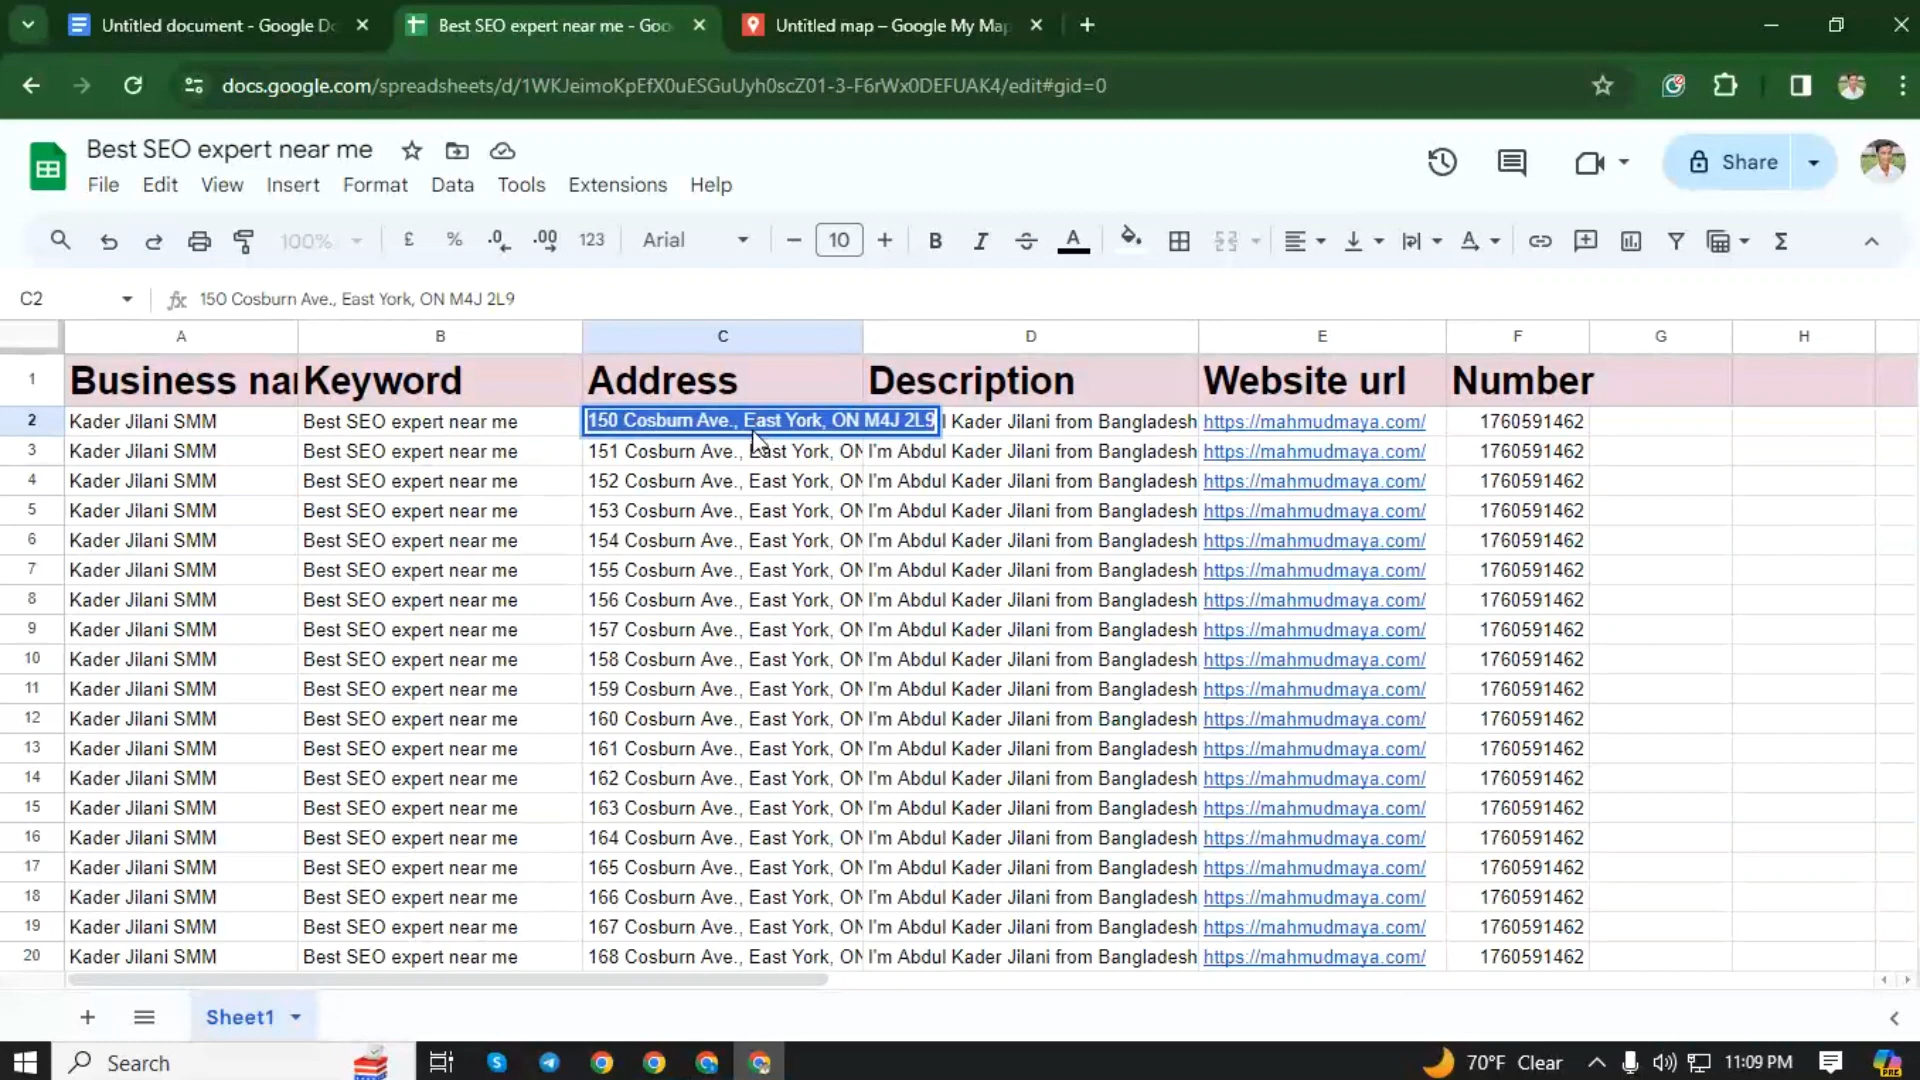 Untitled document - Google Do
Best SEO expert near me - Goo
Untitled map – Google My Map
docs.google.com/spreadsheets/d/1WKJeimoKpEfX0uESGuUyh0scZ01-3-F6rWx0DEFUAK4/edit#gid=0
Best SEO expert near me
File Edit View Insert Format Data Tools Extensions Help
Share
100% £ % .0 .00 123 Arial 10 B I A A Σ
C2 fx 150 Cosburn Ave., East York, ON M4J 2L9
A B C D E F G H
1 Business nar Keyword Address Description Website url Number
2 Kader Jilani SMM Best SEO expert near me 150 Cosburn Ave., East York, ON M4J 2L9 Kader Jilani from Bangladesh https://mahmudmaya.com/ 1760591462
3 Kader Jilani SMM Best SEO expert near me 151 Cosburn Ave., East York, ON I'm Abdul Kader Jilani from Bangladesh https://mahmudmaya.com/ 1760591462
4 Kader Jilani SMM Best SEO expert near me 152 Cosburn Ave., East York, ON I'm Abdul Kader Jilani from Bangladesh https://mahmudmaya.com/ 1760591462
5 Kader Jilani SMM Best SEO expert near me 153 Cosburn Ave., East York, ON I'm Abdul Kader Jilani from Bangladesh https://mahmudmaya.com/ 1760591462
6 Kader Jilani SMM Best SEO expert near me 154 Cosburn Ave., East York, ON I'm Abdul Kader Jilani from Bangladesh https://mahmudmaya.com/ 1760591462
7 Kader Jilani SMM Best SEO expert near me 155 Cosburn Ave., East York, ON I'm Abdul Kader Jilani from Bangladesh https://mahmudmaya.com/ 1760591462
8 Kader Jilani SMM Best SEO expert near me 156 Cosburn Ave., East York, ON I'm Abdul Kader Jilani from Bangladesh https://mahmudmaya.com/ 1760591462
9 Kader Jilani SMM Best SEO expert near me 157 Cosburn Ave., East York, ON I'm Abdul Kader Jilani from Bangladesh https://mahmudmaya.com/ 1760591462
10 Kader Jilani SMM Best SEO expert near me 158 Cosburn Ave., East York, ON I'm Abdul Kader Jilani from Bangladesh https://mahmudmaya.com/ 1760591462
11 Kader Jilani SMM Best SEO expert near me 159 Cosburn Ave., East York, ON I'm Abdul Kader Jilani from Bangladesh https://mahmudmaya.com/ 1760591462
12 Kader Jilani SMM Best SEO expert near me 160 Cosburn Ave., East York, ON I'm Abdul Kader Jilani from Bangladesh https://mahmudmaya.com/ 1760591462
13 Kader Jilani SMM Best SEO expert near me 161 Cosburn Ave., East York, ON I'm Abdul Kader Jilani from Bangladesh https://mahmudmaya.com/ 1760591462
14 Kader Jilani SMM Best SEO expert near me 162 Cosburn Ave., East York, ON I'm Abdul Kader Jilani from Bangladesh https://mahmudmaya.com/ 1760591462
15 Kader Jilani SMM Best SEO expert near me 163 Cosburn Ave., East York, ON I'm Abdul Kader Jilani from Bangladesh https://mahmudmaya.com/ 1760591462
16 Kader Jilani SMM Best SEO expert near me 164 Cosburn Ave., East York, ON I'm Abdul Kader Jilani from Bangladesh https://mahmudmaya.com/ 1760591462
17 Kader Jilani SMM Best SEO expert near me 165 Cosburn Ave., East York, ON I'm Abdul Kader Jilani from Bangladesh https://mahmudmaya.com/ 1760591462
18 Kader Jilani SMM Best SEO expert near me 166 Cosburn Ave., East York, ON I'm Abdul Kader Jilani from Bangladesh https://mahmudmaya.com/ 1760591462
19 Kader Jilani SMM Best SEO expert near me 167 Cosburn Ave., East York, ON I'm Abdul Kader Jilani from Bangladesh https://mahmudmaya.com/ 1760591462
20 Kader Jilani SMM Best SEO expert near me 168 Cosburn Ave., East York, ON I'm Abdul Kader Jilani from Bangladesh https://mahmudmaya.com/ 1760591462
Sheet1
Search 70°F Clear 11:09 PM
PRE